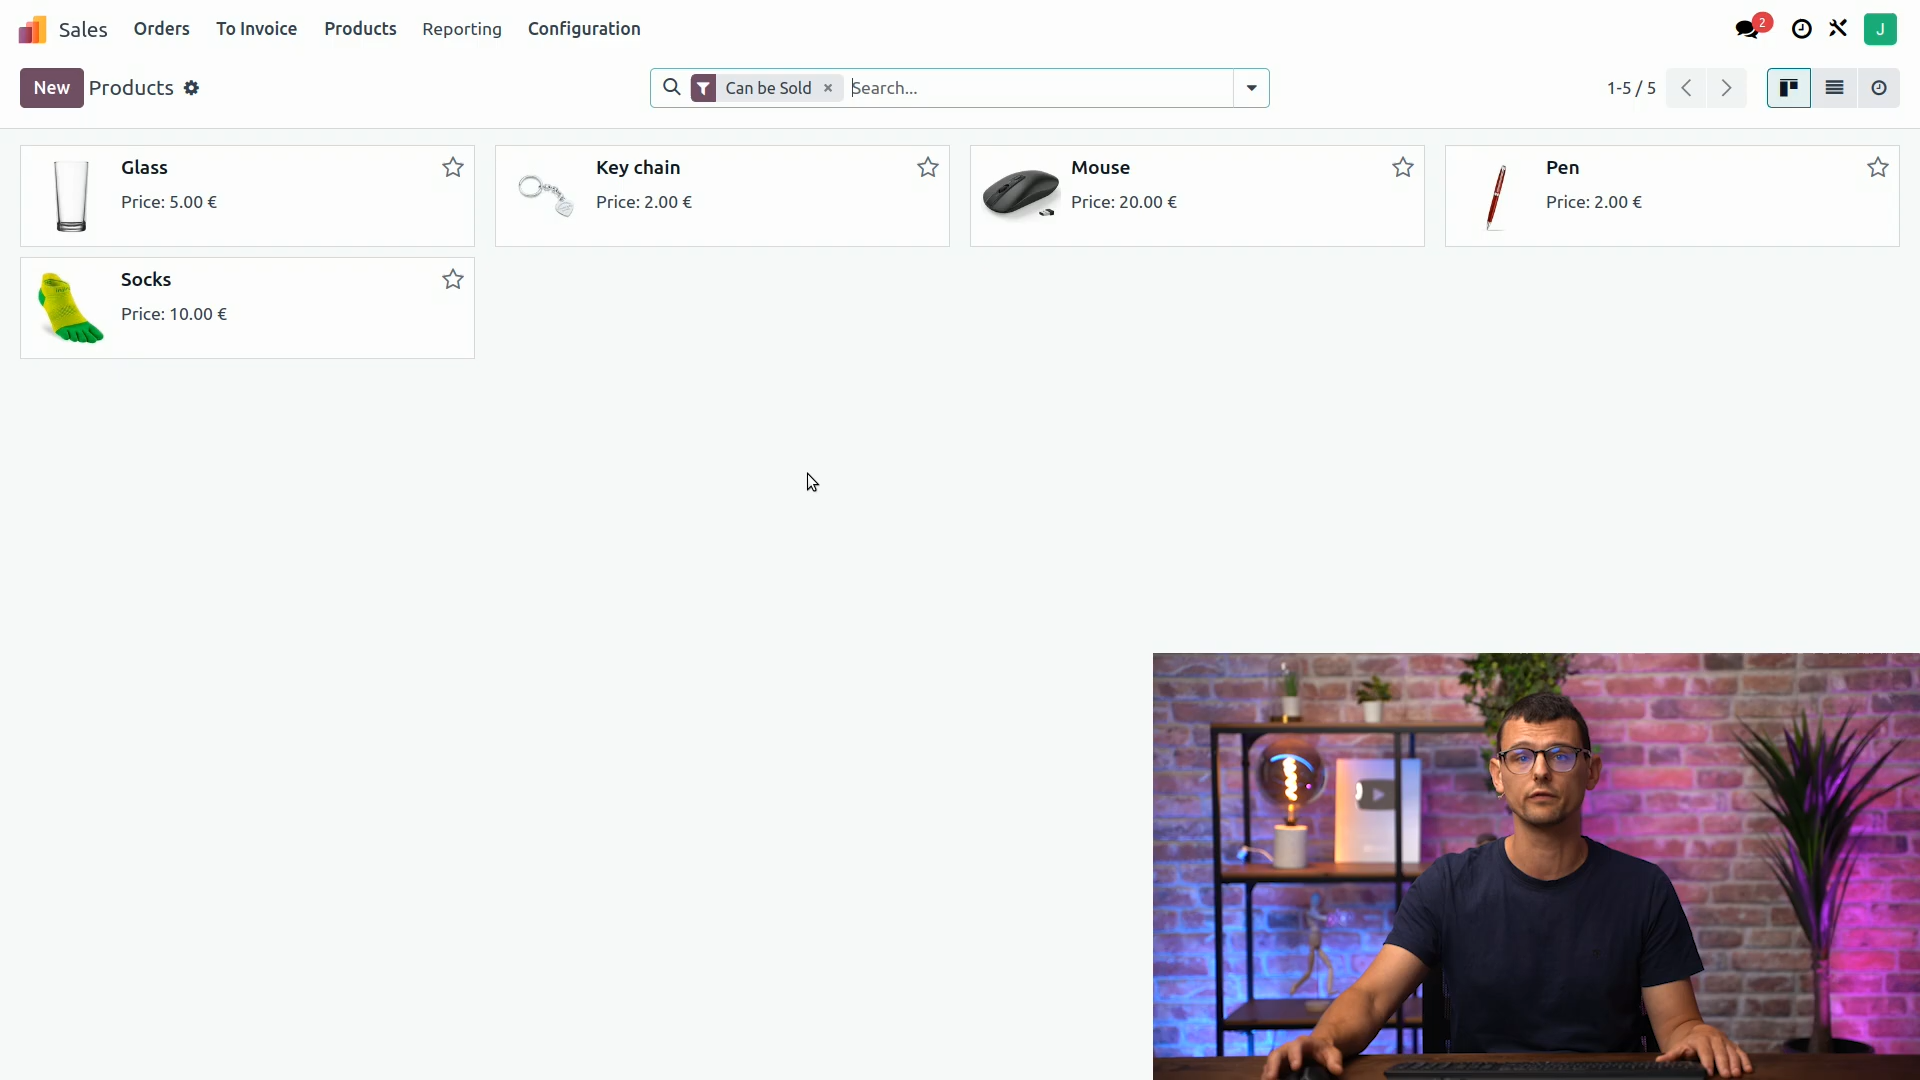 Sales Orders To Invoice Products Reporting Configuration 2 J
New Products Can be Sold × Search... 1-5 / 5
Glass
Price: 5.00 €
Key chain
Price: 2.00 €
Mouse
Price: 20.00 €
Pen
Price: 2.00 €
Socks
Price: 10.00 €